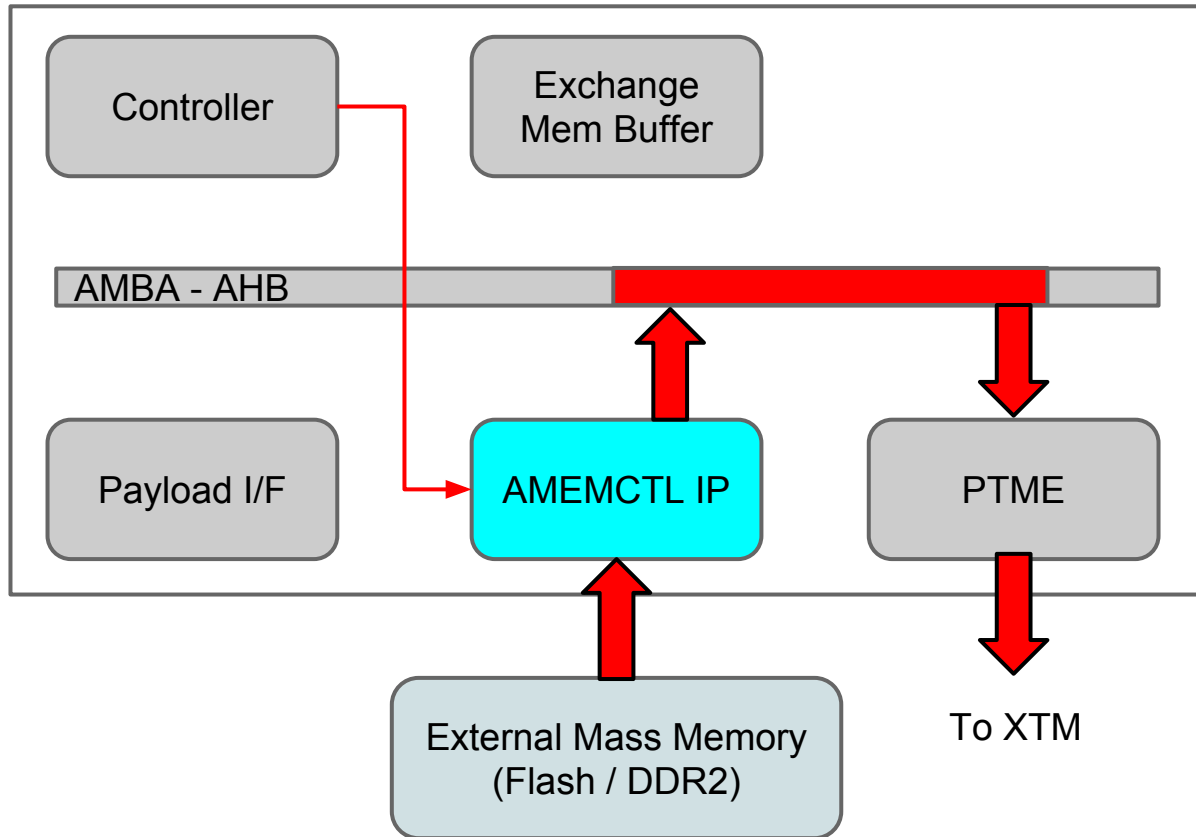 Controller
Exchange
Mem Buffer
AMBA - AHB
Payload I/F
AMEMCTL IP
PTME
External Mass Memory
(Flash / DDR2)
To XTM